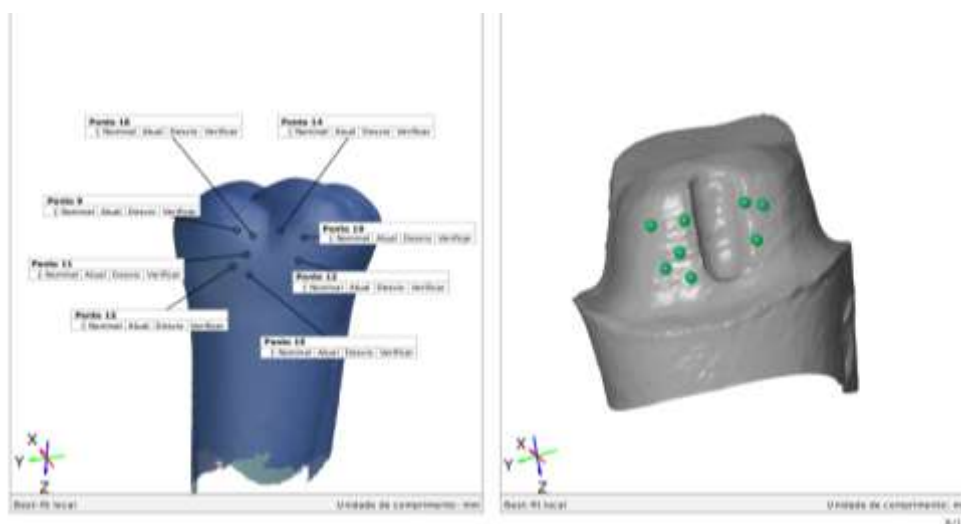 Ponto 16
1 Nominal Atual Desvio Verificar
Ponto 14
1 Nominal Atual Desvio Verificar
Ponto 9
1 Nominal Atual Desvio Verificar
Ponto 10
1 Nominal Atual Desvio Verificar
Ponto 11
1 Nominal Atual Desvio Verificar
Ponto 12
1 Nominal Atual Desvio Verificar
Ponto 13
1 Nominal Atual Desvio Verificar
Ponto 15
1 Nominal Atual Desvio Verificar
X
Y
Z
Best-fit local
Unidade de comprimento: mm
X
Y
Z
Best-fit local
Unidade de comprimento: m